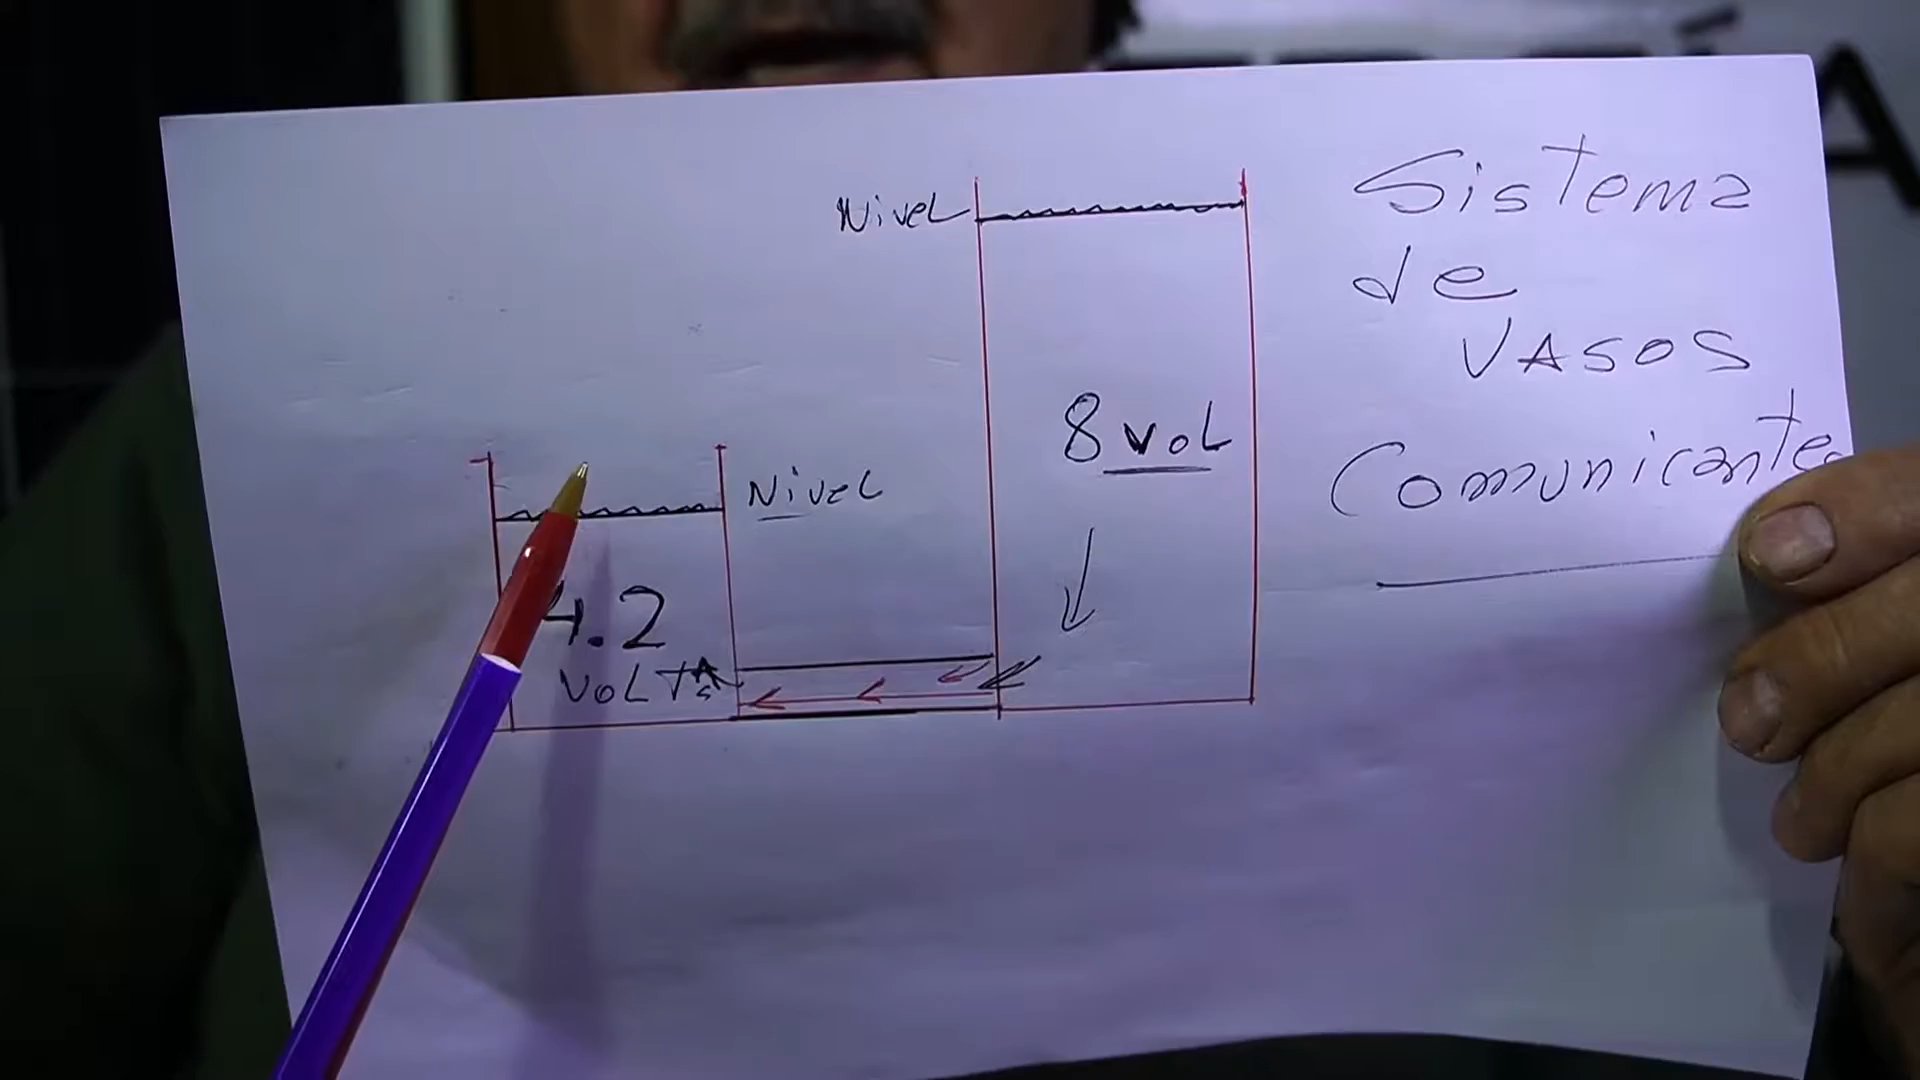 Nivel
Sistema
de
VASOS
Comunicantes
8 voL
Nivel
4.2
VoLTs